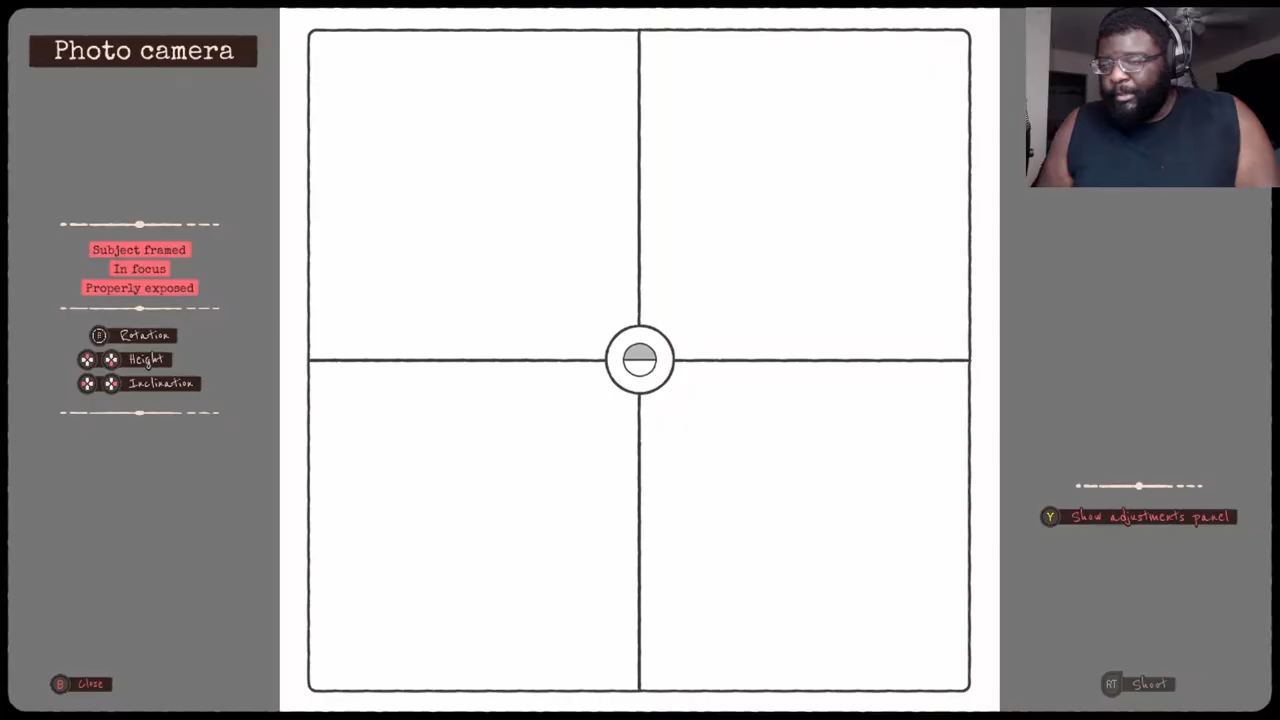 Photo camera
Subject framed
In focus
Properly exposed
Rotation
Height
Inclination
Y Show adjustments panel
B Close
RT Shoot